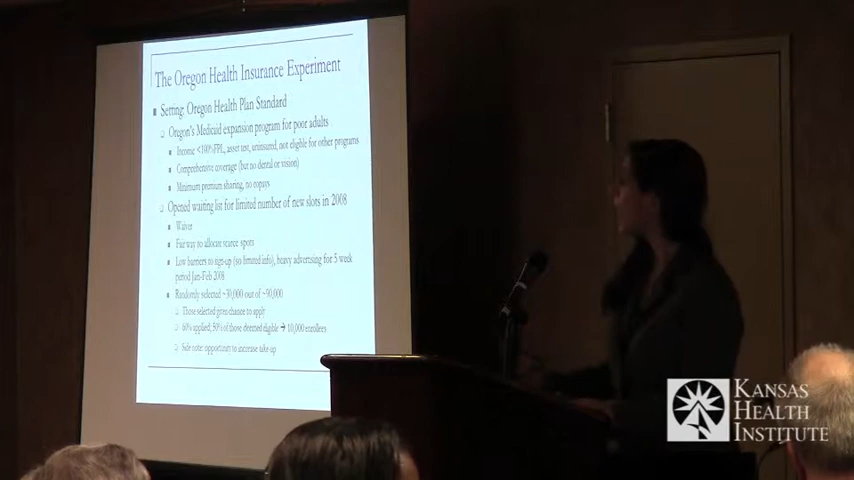 The Oregon Health Insurance Experiment
Setting: Oregon Health Plan Standard
Oregon's Medicaid expansion program for poor adults
Income <100%FPL, asset test, uninsured, not eligible for other programs
Comprehensive coverage (but no dental or vision)
Minimum premium sharing, no copays
Opened waiting list for limited number of new slots in 2008
Waiver
Fair way to allocate scarce spots
Low barriers to sign-up (so limited info), heavy advertising for 5 week
period Jan-Feb 2008
Randomly selected ~30,000 out of ~90,000
Those selected given chance to apply
60% applied; 50% of those deemed eligible → 10,000 enrollees
Side note: opportunity to increase take-up
KANSAS
HEALTH
INSTITUTE